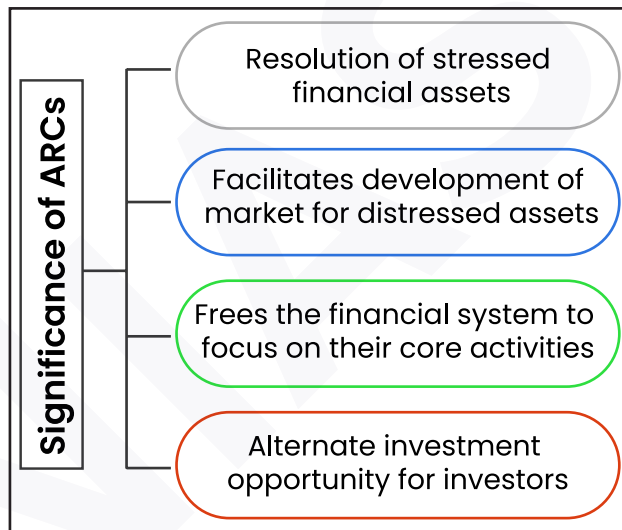 Significance of ARCs
Resolution of stressed
financial assets
Facilitates development of
market for distressed assets
Frees the financial system to
focus on their core activities
Alternate investment
opportunity for investors